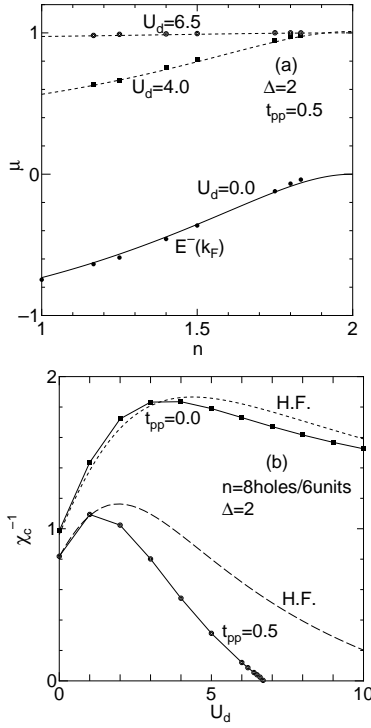 1
U_d=6.5
U_d=4.0
(a)
Δ=2
t_pp=0.5
μ
0
U_d=0.0
E^-(k_F)
−1
1
1.5
2
n
2
H.F.
t_pp=0.0
(b)
n=8holes/6units
Δ=2
χ_c^{-1}
1
H.F.
t_pp=0.5
0
0
5
10
U_d